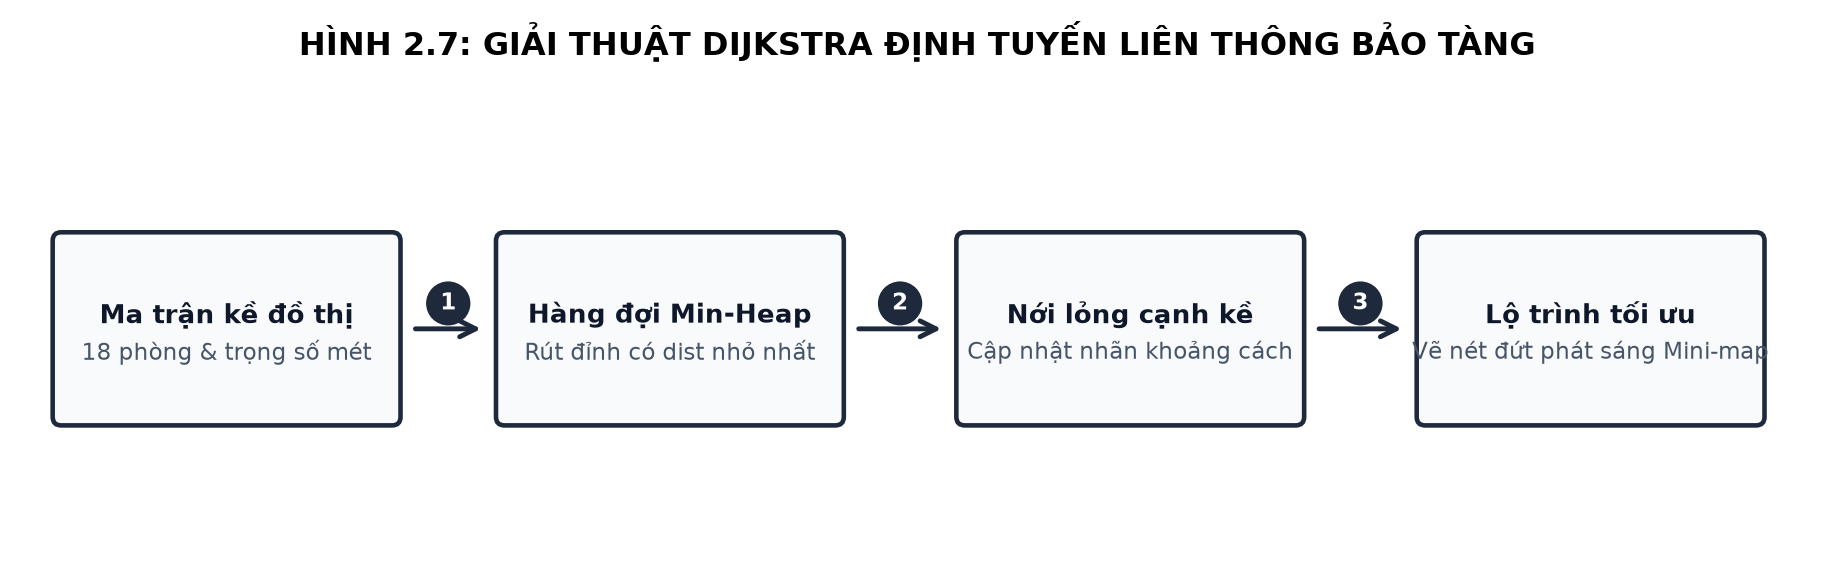 HÌNH 2.7: GIẢI THUẬT DIJKSTRA ĐỊNH TUYẾN LIÊN THÔNG BẢO TÀNG
Ma trận kề đồ thị
18 phòng & trọng số mét
1
Hàng đợi Min-Heap
Rút đỉnh có dist nhỏ nhất
2
Nới lỏng cạnh kề
Cập nhật nhãn khoảng cách
3
Lộ trình tối ưu
Vẽ nét đứt phát sáng Mini-map